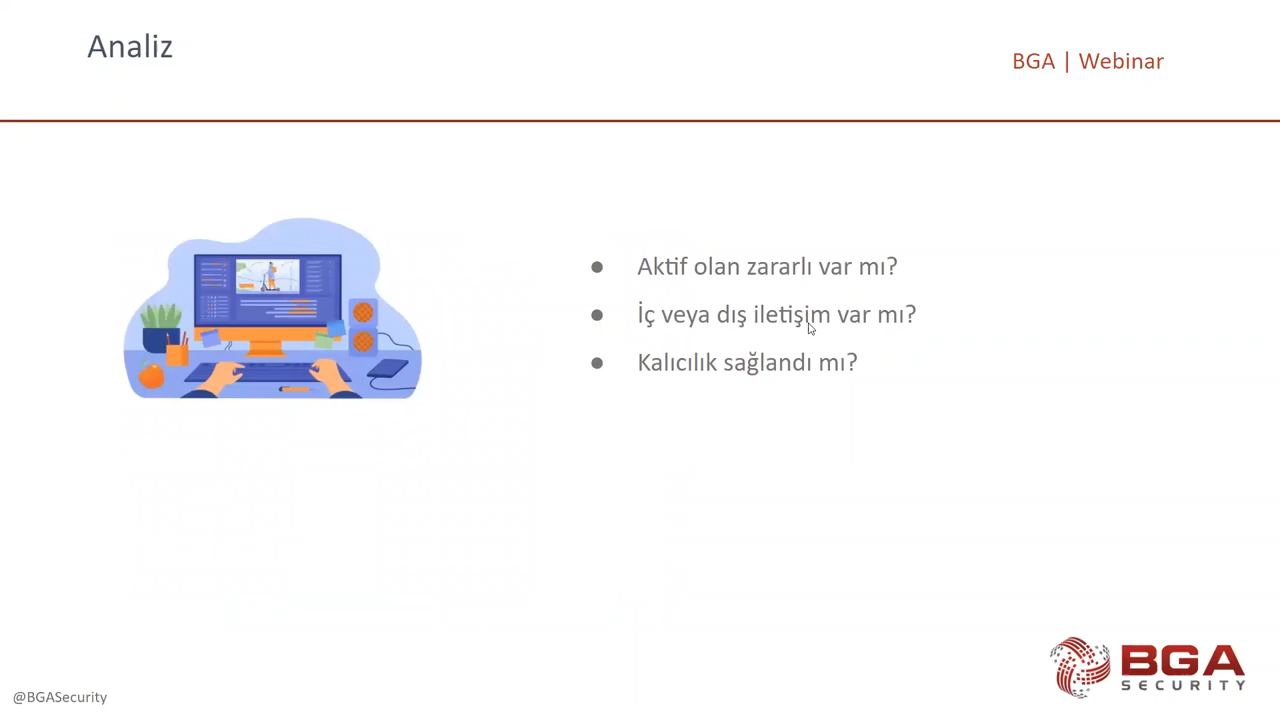 Analiz
BGA | Webinar
● Aktif olan zararlı var mı?
● İç veya dış iletişim var mı?
● Kalıcılık sağlandı mı?
BGA
SECURITY
@BGASecurity